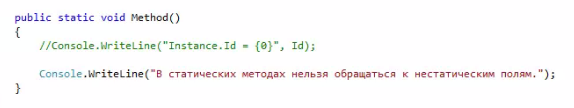 public static void Method()
{
//Console.WriteLine("Instance.Id = {0}", Id);
Console.WriteLine("В статических методах нельзя обращаться к нестатическим полям.");
}